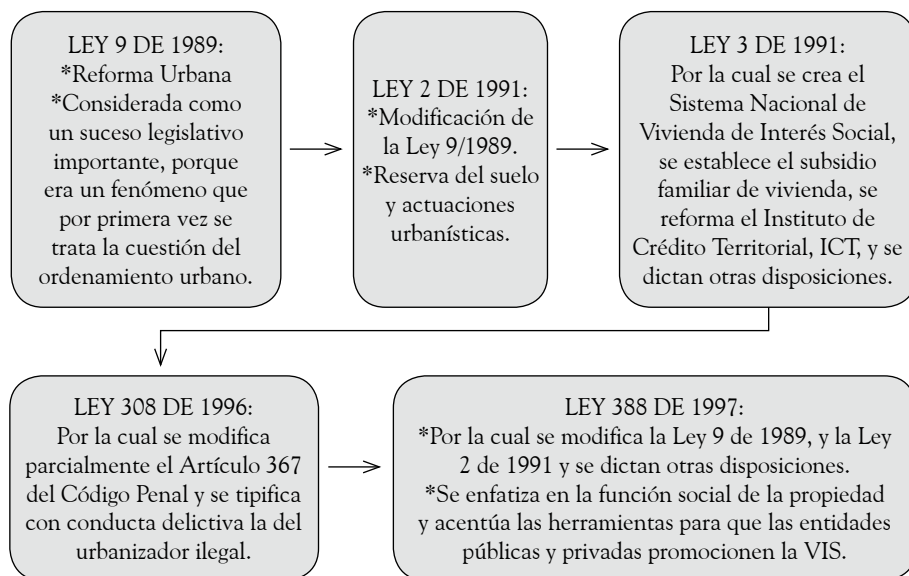 LEY 9 DE 1989:
*Reforma Urbana
*Considerada como
un suceso legislativo
importante, porque
era un fenómeno que
por primera vez se
trata la cuestión del
ordenamiento urbano.
LEY 2 DE 1991:
*Modificación de
la Ley 9/1989.
*Reserva del suelo
y actuaciones
urbanísticas.
LEY 3 DE 1991:
Por la cual se crea el
Sistema Nacional de
Vivienda de Interés Social,
se establece el subsidio
familiar de vivienda, se
reforma el Instituto de
Crédito Territorial, ICT, y se
dictan otras disposiciones.
LEY 308 DE 1996:
Por la cual se modifica
parcialmente el Artículo 367
del Código Penal y se tipifica
con conducta delictiva la del
urbanizador ilegal.
LEY 388 DE 1997:
*Por la cual se modifica la Ley 9 de 1989, y la Ley
2 de 1991 y se dictan otras disposiciones.
*Se enfatiza en la función social de la propiedad
y acentúa las herramientas para que las entidades
públicas y privadas promocionen la VIS.